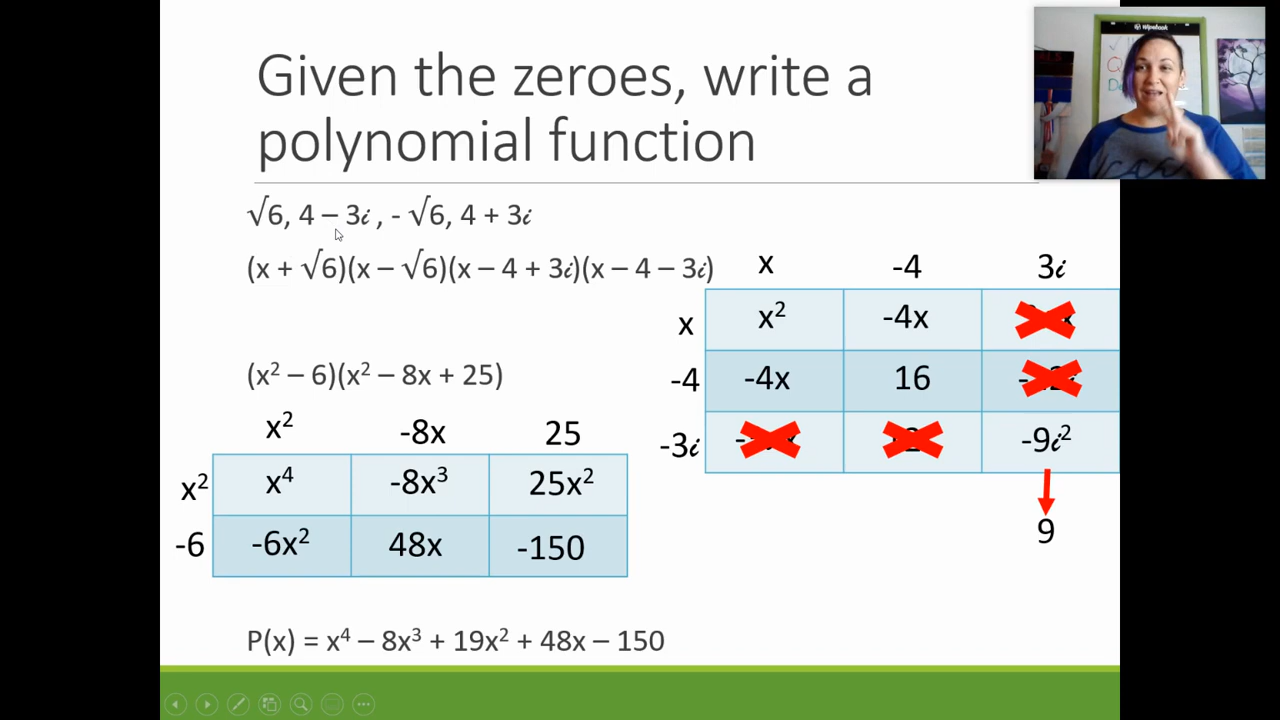 Given the zeroes, write a
polynomial function
√6, 4 – 3i , - √6, 4 + 3i
(x + √6)(x – √6)(x – 4 + 3i)(x – 4 – 3i)
x -4 3i
x x² -4x
-4 -4x 16
-3i -9i²
9
(x² – 6)(x² – 8x + 25)
x² -8x 25
x² x⁴ -8x³ 25x²
-6 -6x² 48x -150
P(x) = x⁴ – 8x³ + 19x² + 48x – 150